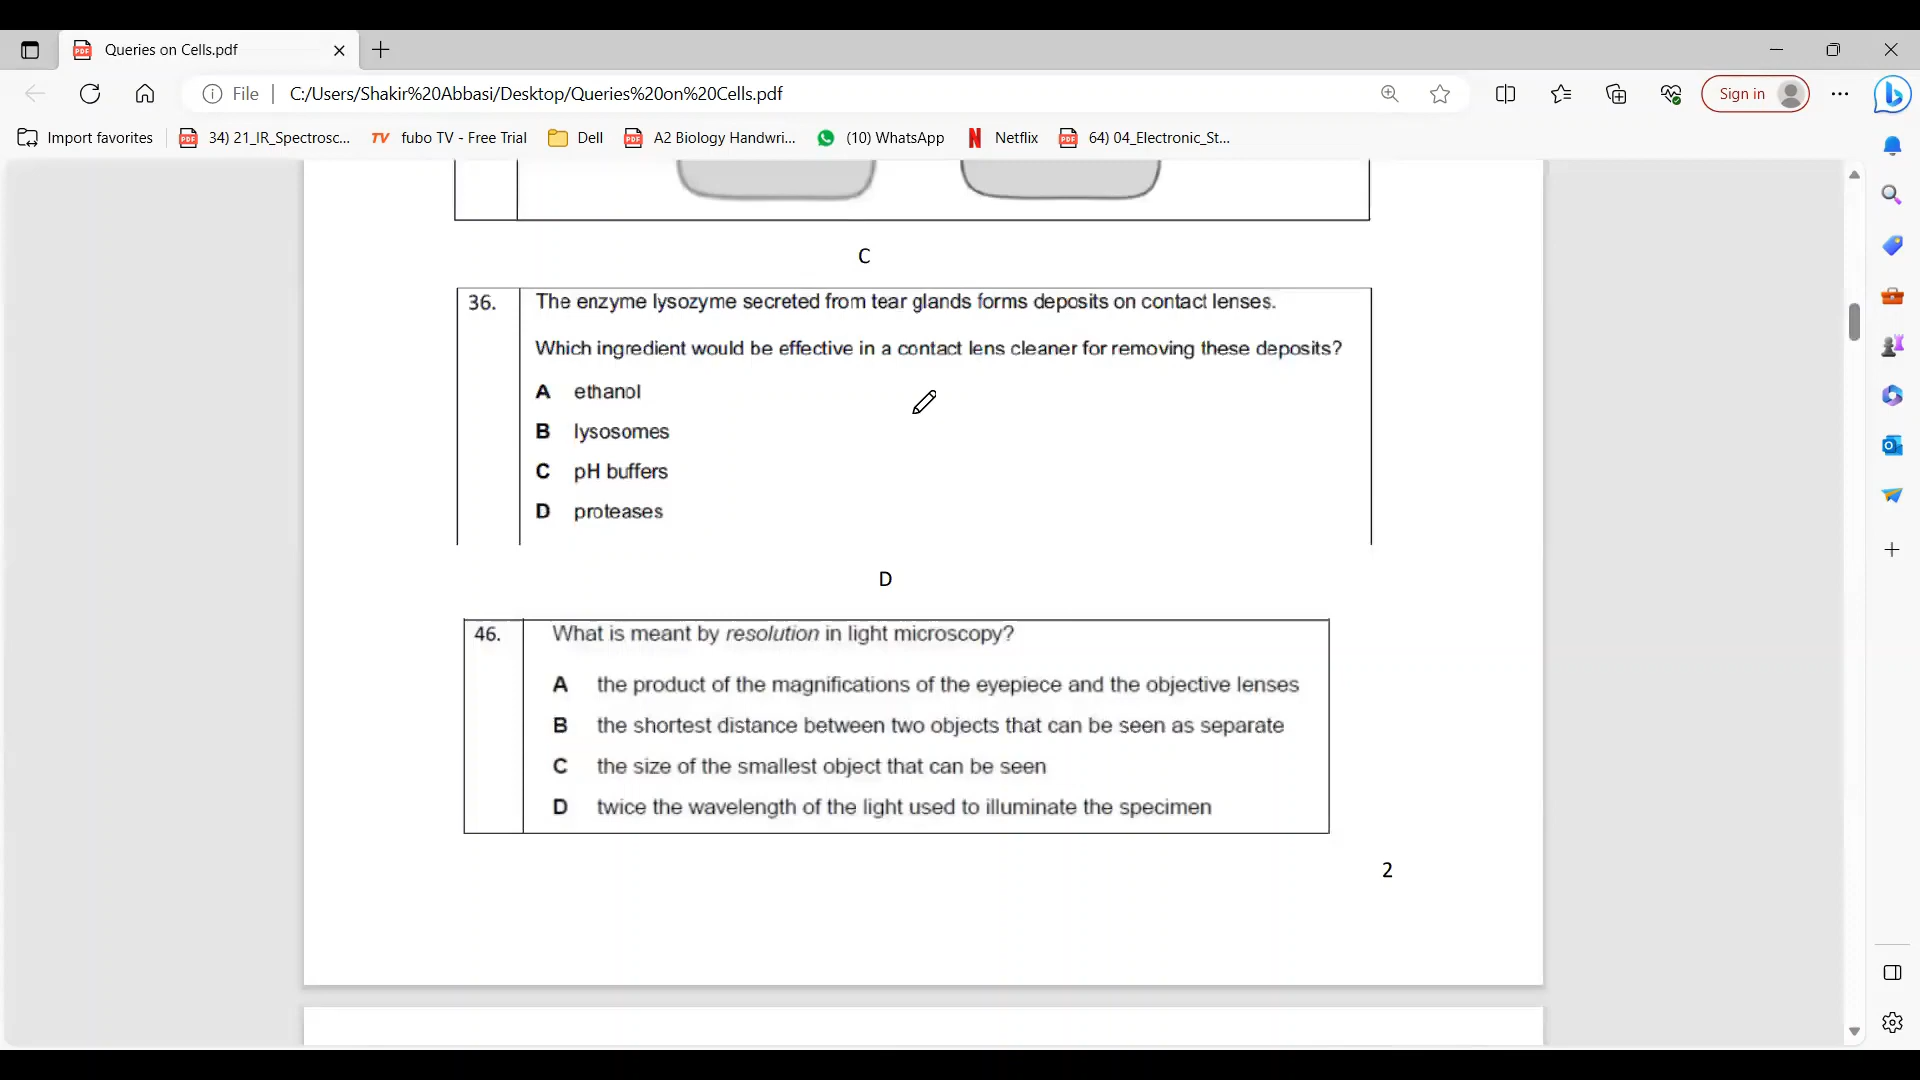 Queries on Cells.pdf
File
C:/Users/Shakir%20Abbasi/Desktop/Queries%20on%20Cells.pdf
Sign in
Import favorites
34) 21_IR_Spectrosc...
fubo TV - Free Trial
Dell
A2 Biology Handwri...
(10) WhatsApp
Netflix
64) 04_Electronic_St...
C
36. The enzyme lysozyme secreted from tear glands forms deposits on contact lenses.
Which ingredient would be effective in a contact lens cleaner for removing these deposits?
A ethanol
B lysosomes
C pH buffers
D proteases
D
46. What is meant by resolution in light microscopy?
A the product of the magnifications of the eyepiece and the objective lenses
B the shortest distance between two objects that can be seen as separate
C the size of the smallest object that can be seen
D twice the wavelength of the light used to illuminate the specimen
2